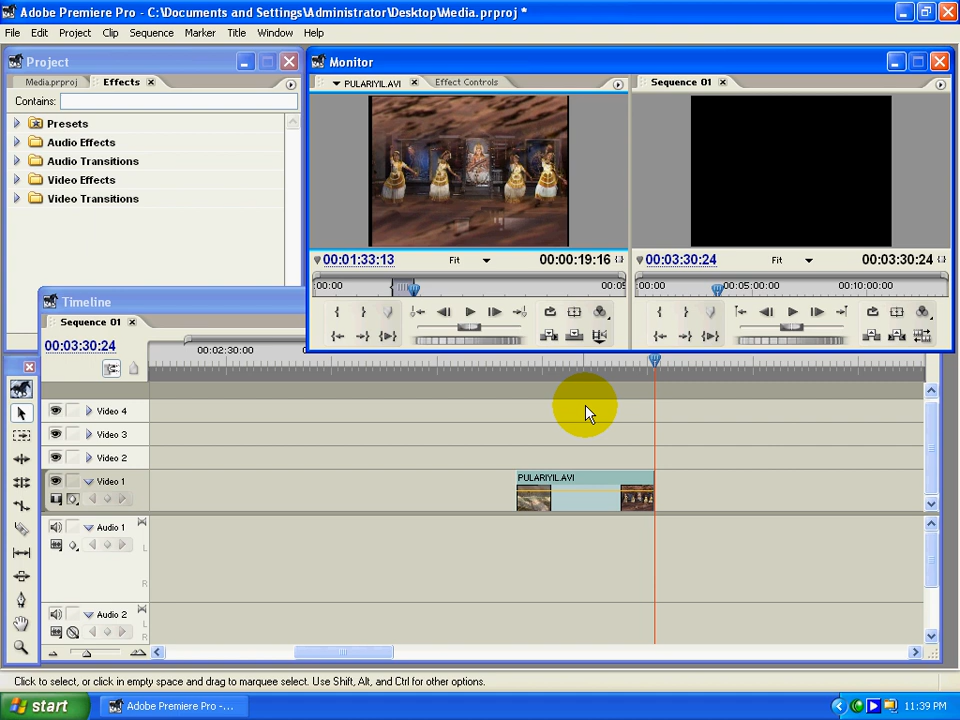 Adobe Premiere Pro - C:\Documents and Settings\Administrator\Desktop\Media.prproj *
File Edit Project Clip Sequence Marker Title Window Help
Project
Media.prproj Effects
Contains:
Presets
Audio Effects
Audio Transitions
Video Effects
Video Transitions
Monitor
PULARIYIL.AVI Effect Controls
Sequence 01
00:01:33:13 Fit 00:00:19:16
00:03:30:24 Fit 00:03:30:24
:00:00
:00:00 00:05:00:00 00:10:00:00
Timeline
Sequence 01
00:03:30:24
00:02:30:00
Video 4
Video 3
Video 2
Video 1
PULARIYIL.AVI
Audio 1
L
R
Audio 2
L
R
Click to select, or click in empty space and drag to marquee select. Use Shift, Alt, and Ctrl for other options.
start
Adobe Premiere Pro -...
11:39 PM